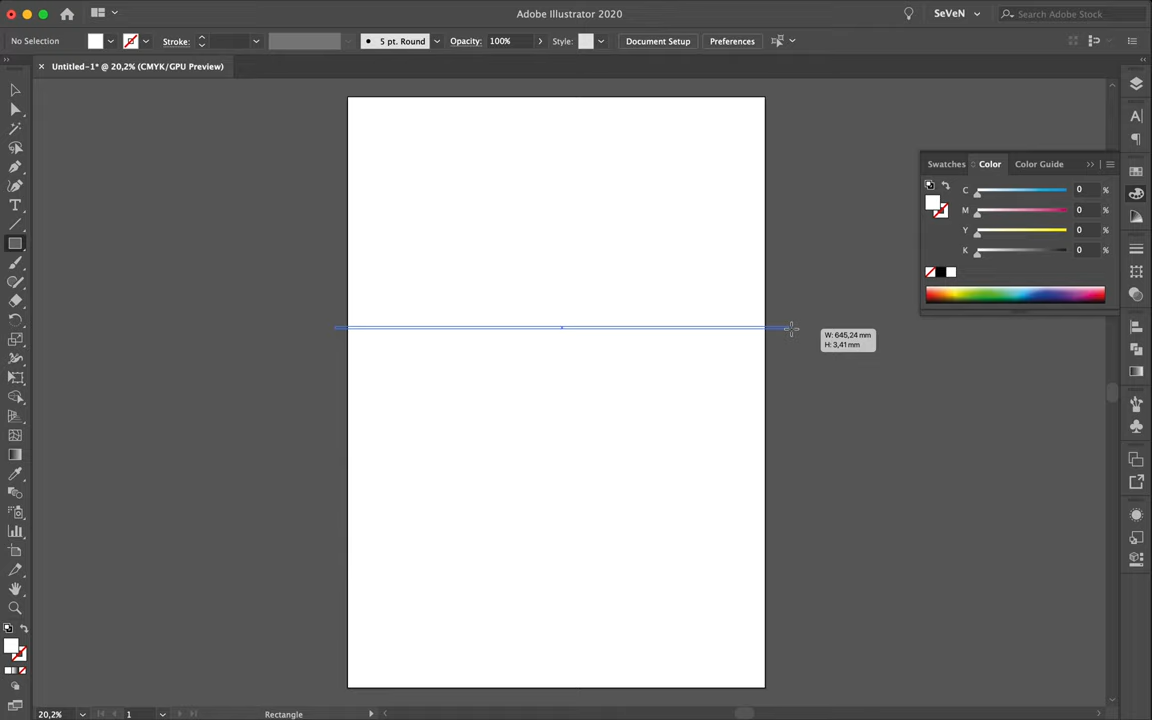 Adobe Illustrator 2020
SeVeN
Search Adobe Stock
No Selection
Stroke:
5 pt. Round
Opacity:
100%
Style:
Document Setup
Preferences
Untitled-1* @ 20,2% (CMYK/GPU Preview)
Swatches
Color
Color Guide
C
0
%
M
0
%
Y
0
%
K
0
%
W: 645,24 mm
H: 3,41 mm
20,2%
1
Rectangle